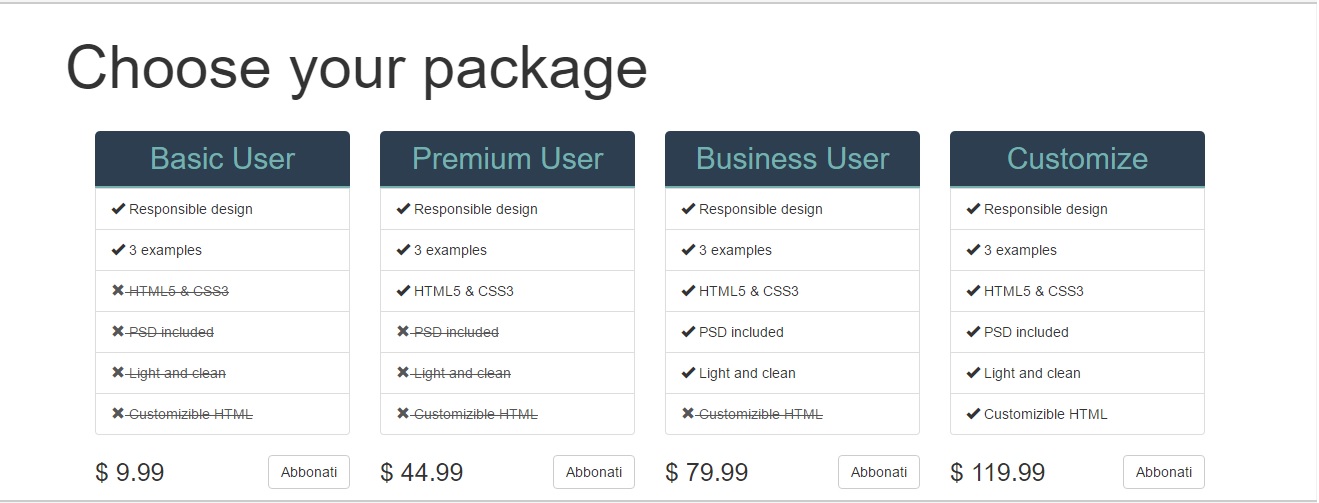 Choose your package
Basic User
Responsible design
3 examples
HTML5 & CSS3
PSD included
Light and clean
Customizible HTML
$ 9.99
Abbonati
Premium User
Responsible design
3 examples
HTML5 & CSS3
PSD included
Light and clean
Customizible HTML
$ 44.99
Abbonati
Business User
Responsible design
3 examples
HTML5 & CSS3
PSD included
Light and clean
Customizible HTML
$ 79.99
Abbonati
Customize
Responsible design
3 examples
HTML5 & CSS3
PSD included
Light and clean
Customizible HTML
$ 119.99
Abbonati